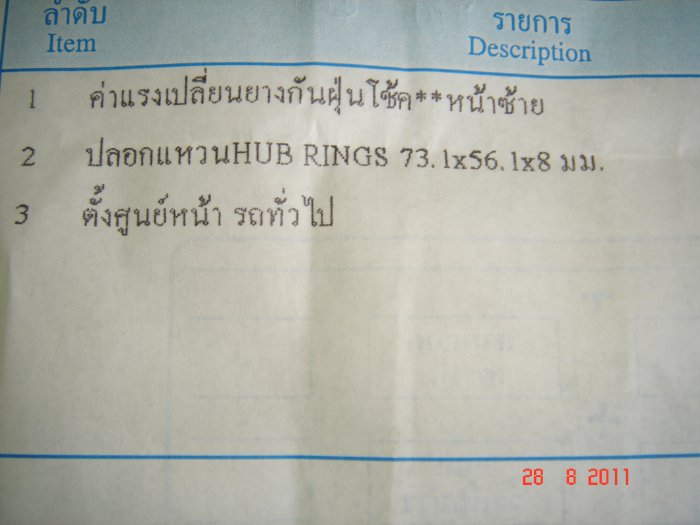 ลำดับ รายการ
Item Description
1 ค่าแรงเปลี่ยนยางกันฝุ่นโช้ค**หน้าซ้าย
2 ปลอกแหวนHUB RINGS 73.1x56.1x8 มม.
3 ตั้งศูนย์หน้า รถทั่วไป
28 8 2011